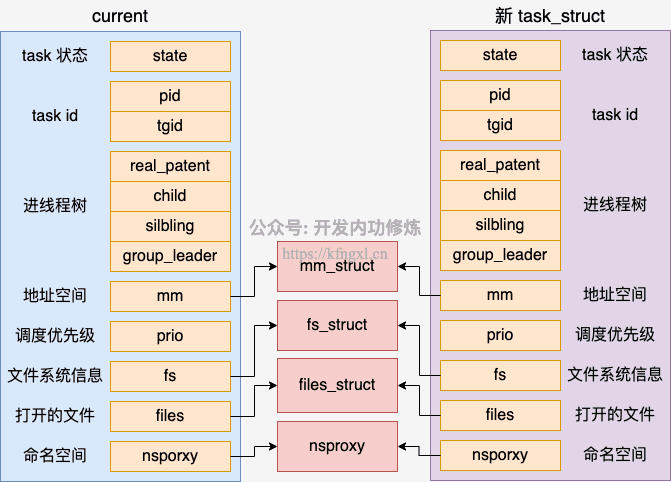 current
新 task_struct
task 状态
state
state
task 状态
task id
pid
tgid
pid
tgid
task id
进线程树
real_patent
child
silbling
group_leader
real_patent
child
silbling
group_leader
进线程树
公众号: 开发内功修炼
https://kfngxl.cn
地址空间
mm
mm_struct
mm
地址空间
调度优先级
prio
fs_struct
prio
调度优先级
文件系统信息
fs
fs
文件系统信息
files_struct
打开的文件
files
files
打开的文件
命名空间
nsporxy
nsproxy
nsporxy
命名空间